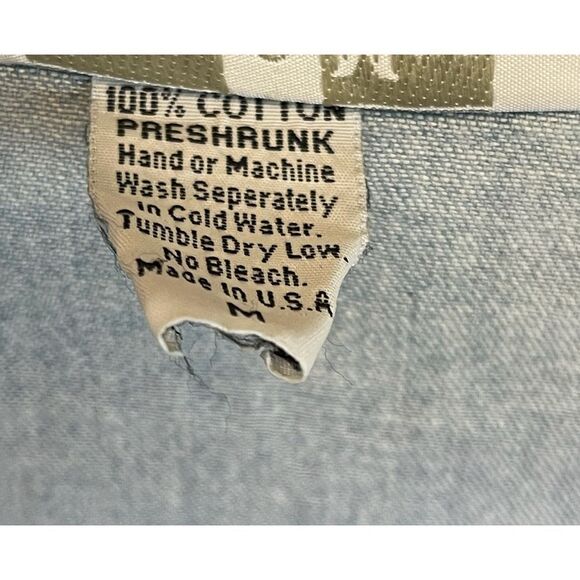 100% COTTON
PRESHRUNK
Hand or Machine
Wash Seperately
in Cold Water.
Tumble Dry Low.
No Bleach.
Made In U.S.A
M